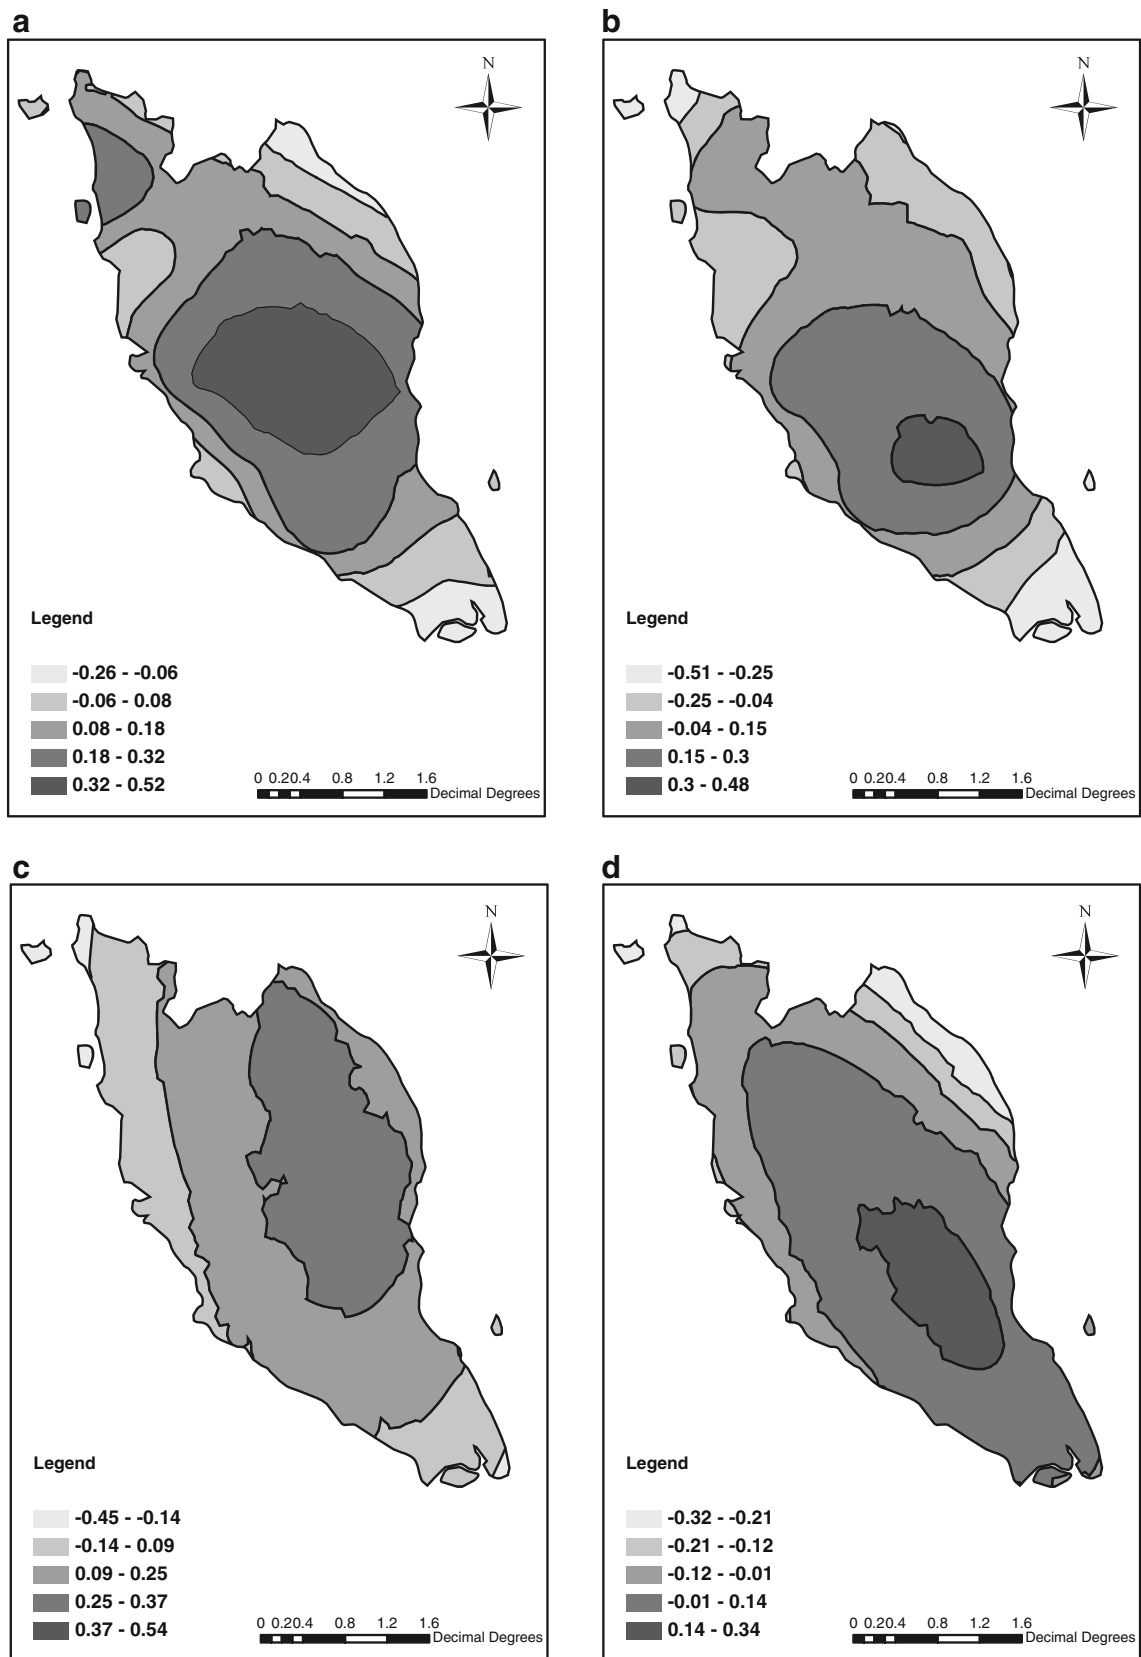 a
N
Legend
-0.26 - -0.06
-0.06 - 0.08
0.08 - 0.18
0.18 - 0.32
0.32 - 0.52
0 0.20.4 0.8 1.2 1.6
Decimal Degrees
b
N
Legend
-0.51 - -0.25
-0.25 - -0.04
-0.04 - 0.15
0.15 - 0.3
0.3 - 0.48
0 0.20.4 0.8 1.2 1.6
Decimal Degrees
c
N
Legend
-0.45 - -0.14
-0.14 - 0.09
0.09 - 0.25
0.25 - 0.37
0.37 - 0.54
0 0.20.4 0.8 1.2 1.6
Decimal Degrees
d
N
Legend
-0.32 - -0.21
-0.21 - -0.12
-0.12 - -0.01
-0.01 - 0.14
0.14 - 0.34
0 0.20.4 0.8 1.2 1.6
Decimal Degrees